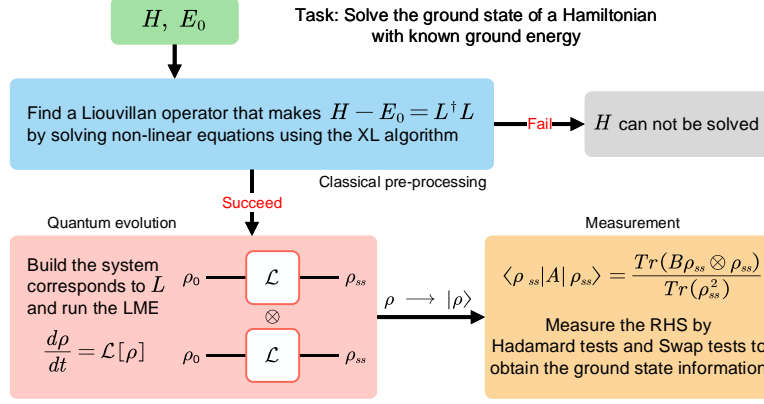 H, E₀
Task: Solve the ground state of a Hamiltonian
with known ground energy
Find a Liouvillan operator that makes H − E₀ = L†L
by solving non-linear equations using the XL algorithm
Fail
H can not be solved
Classical pre-processing
Succeed
Quantum evolution
Build the system
corresponds to L
and run the LME
dρ/dt = ℒ[ρ]
ρ₀ ℒ ρₛₛ
⊗
ρ₀ ℒ ρₛₛ
ρ ⟶ |ρ⟩
Measurement
⟨ρₛₛ|A|ρₛₛ⟩ = Tr(Bρₛₛ ⊗ ρₛₛ)/Tr(ρₛₛ²)
Measure the RHS by
Hadamard tests and Swap tests to
obtain the ground state information